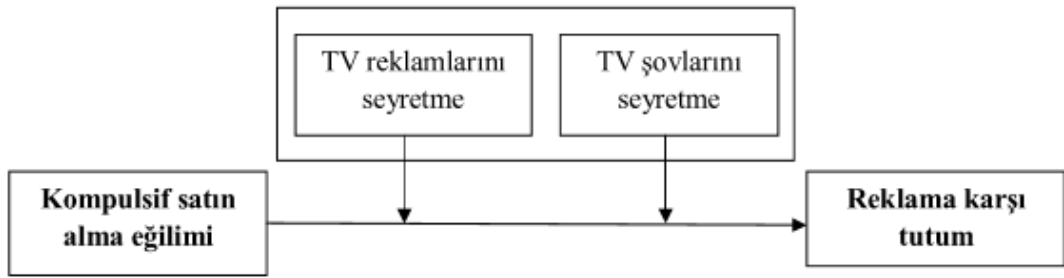 TV reklamlarını
seyretme
TV şovlarını
seyretme
Kompulsif satın
alma eğilimi
Reklama karşı
tutum